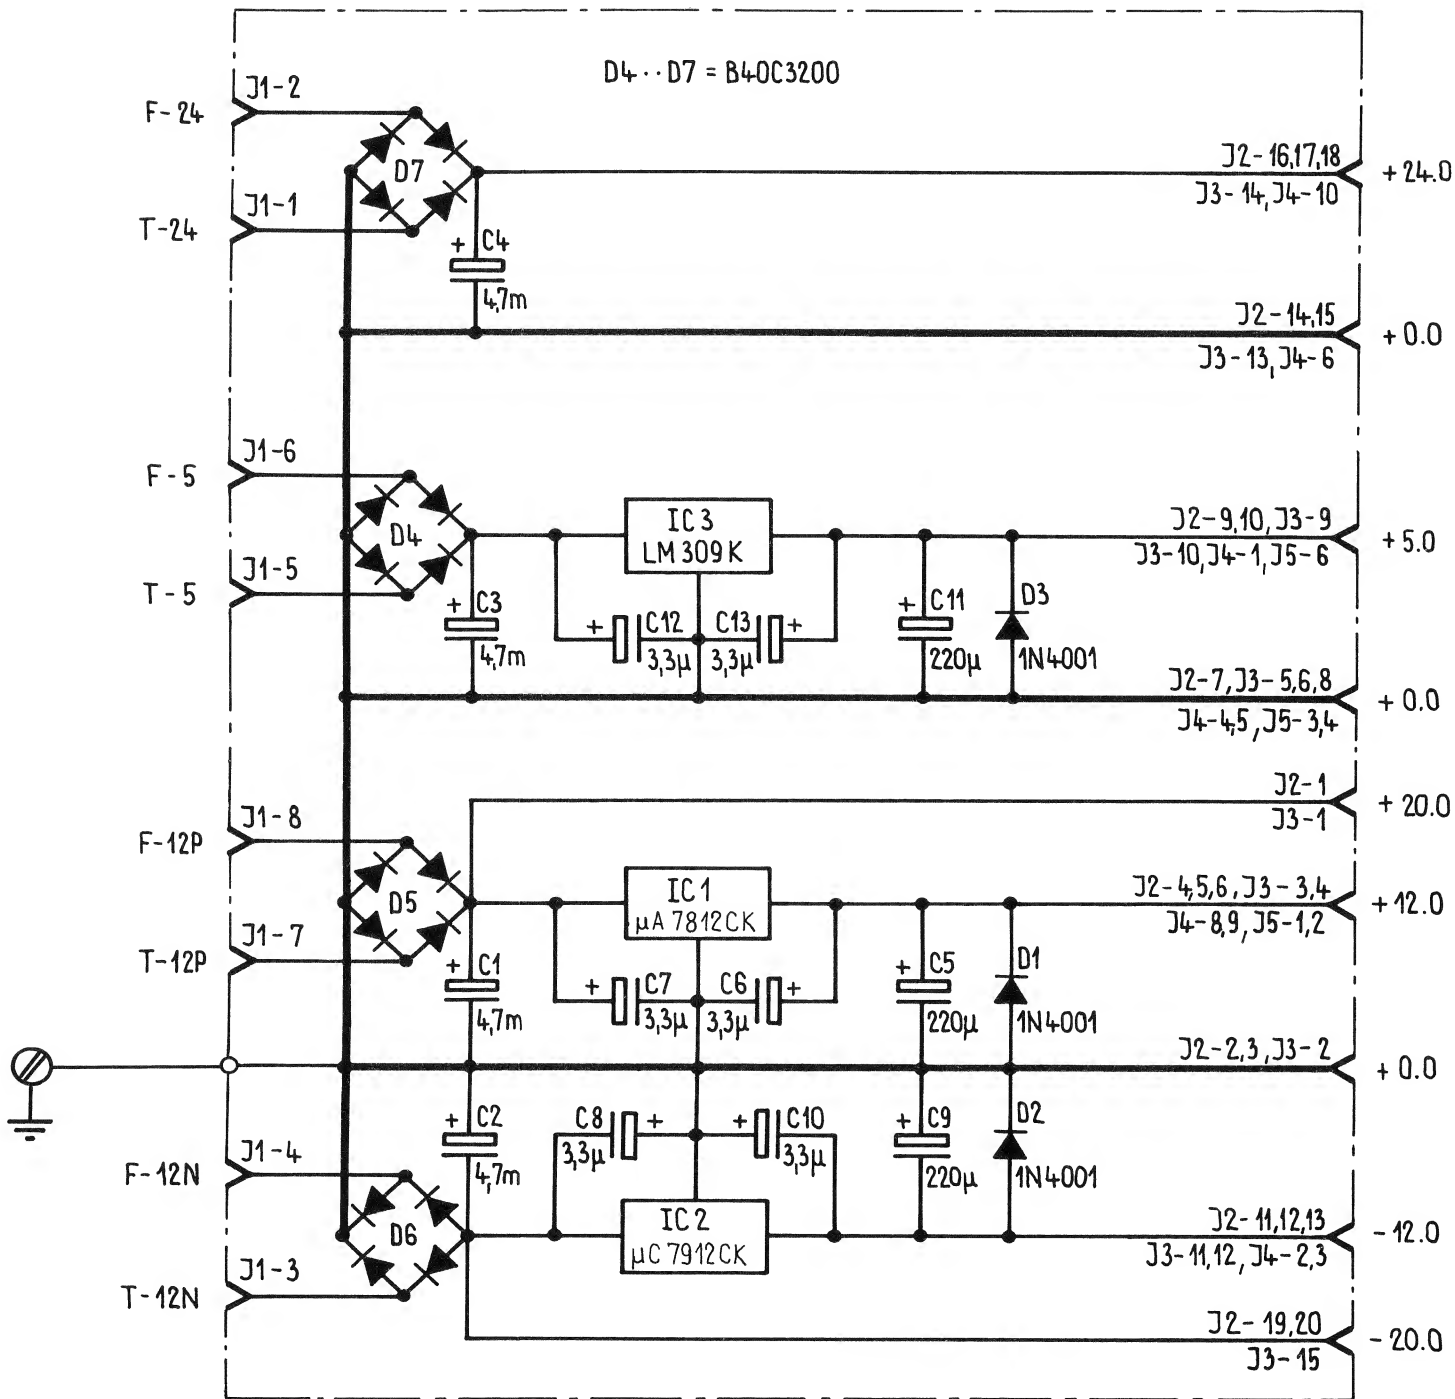 D4··D7 = B40C3200
J1-2
F-24
D7
J2-16,17,18
+24.0
J3-14,J4-10
J1-1
T-24
+ C4
4,7m
J2-14,15
+0.0
J3-13,J4-6
J1-6
F-5
D4
IC3
LM309K
J2-9,10,J3-9
+5.0
J3-10,J4-1,J5-6
J1-5
T-5
+ C3
4,7m
+ C12
3,3µ
C13 +
3,3µ
+ C11
220µ
D3
1N4001
J2-7,J3-5,6,8
+0.0
J4-4,5,J5-3,4
J2-1
+20.0
J3-1
J1-8
F-12P
D5
IC1
µA7812CK
J2-4,5,6,J3-3,4
+12.0
J4-8,9,J5-1,2
J1-7
T-12P
+ C1
4,7m
+ C7
3,3µ
C6 +
3,3µ
+ C5
220µ
D1
1N4001
J2-2,3,J3-2
+0.0
+ C2
4,7m
C8 +
3,3µ
+ C10
3,3µ
+ C9
220µ
D2
1N4001
J1-4
F-12N
D6
IC2
µC7912CK
J2-11,12,13
-12.0
J3-11,12,J4-2,3
J1-3
T-12N
J2-19,20
-20.0
J3-15